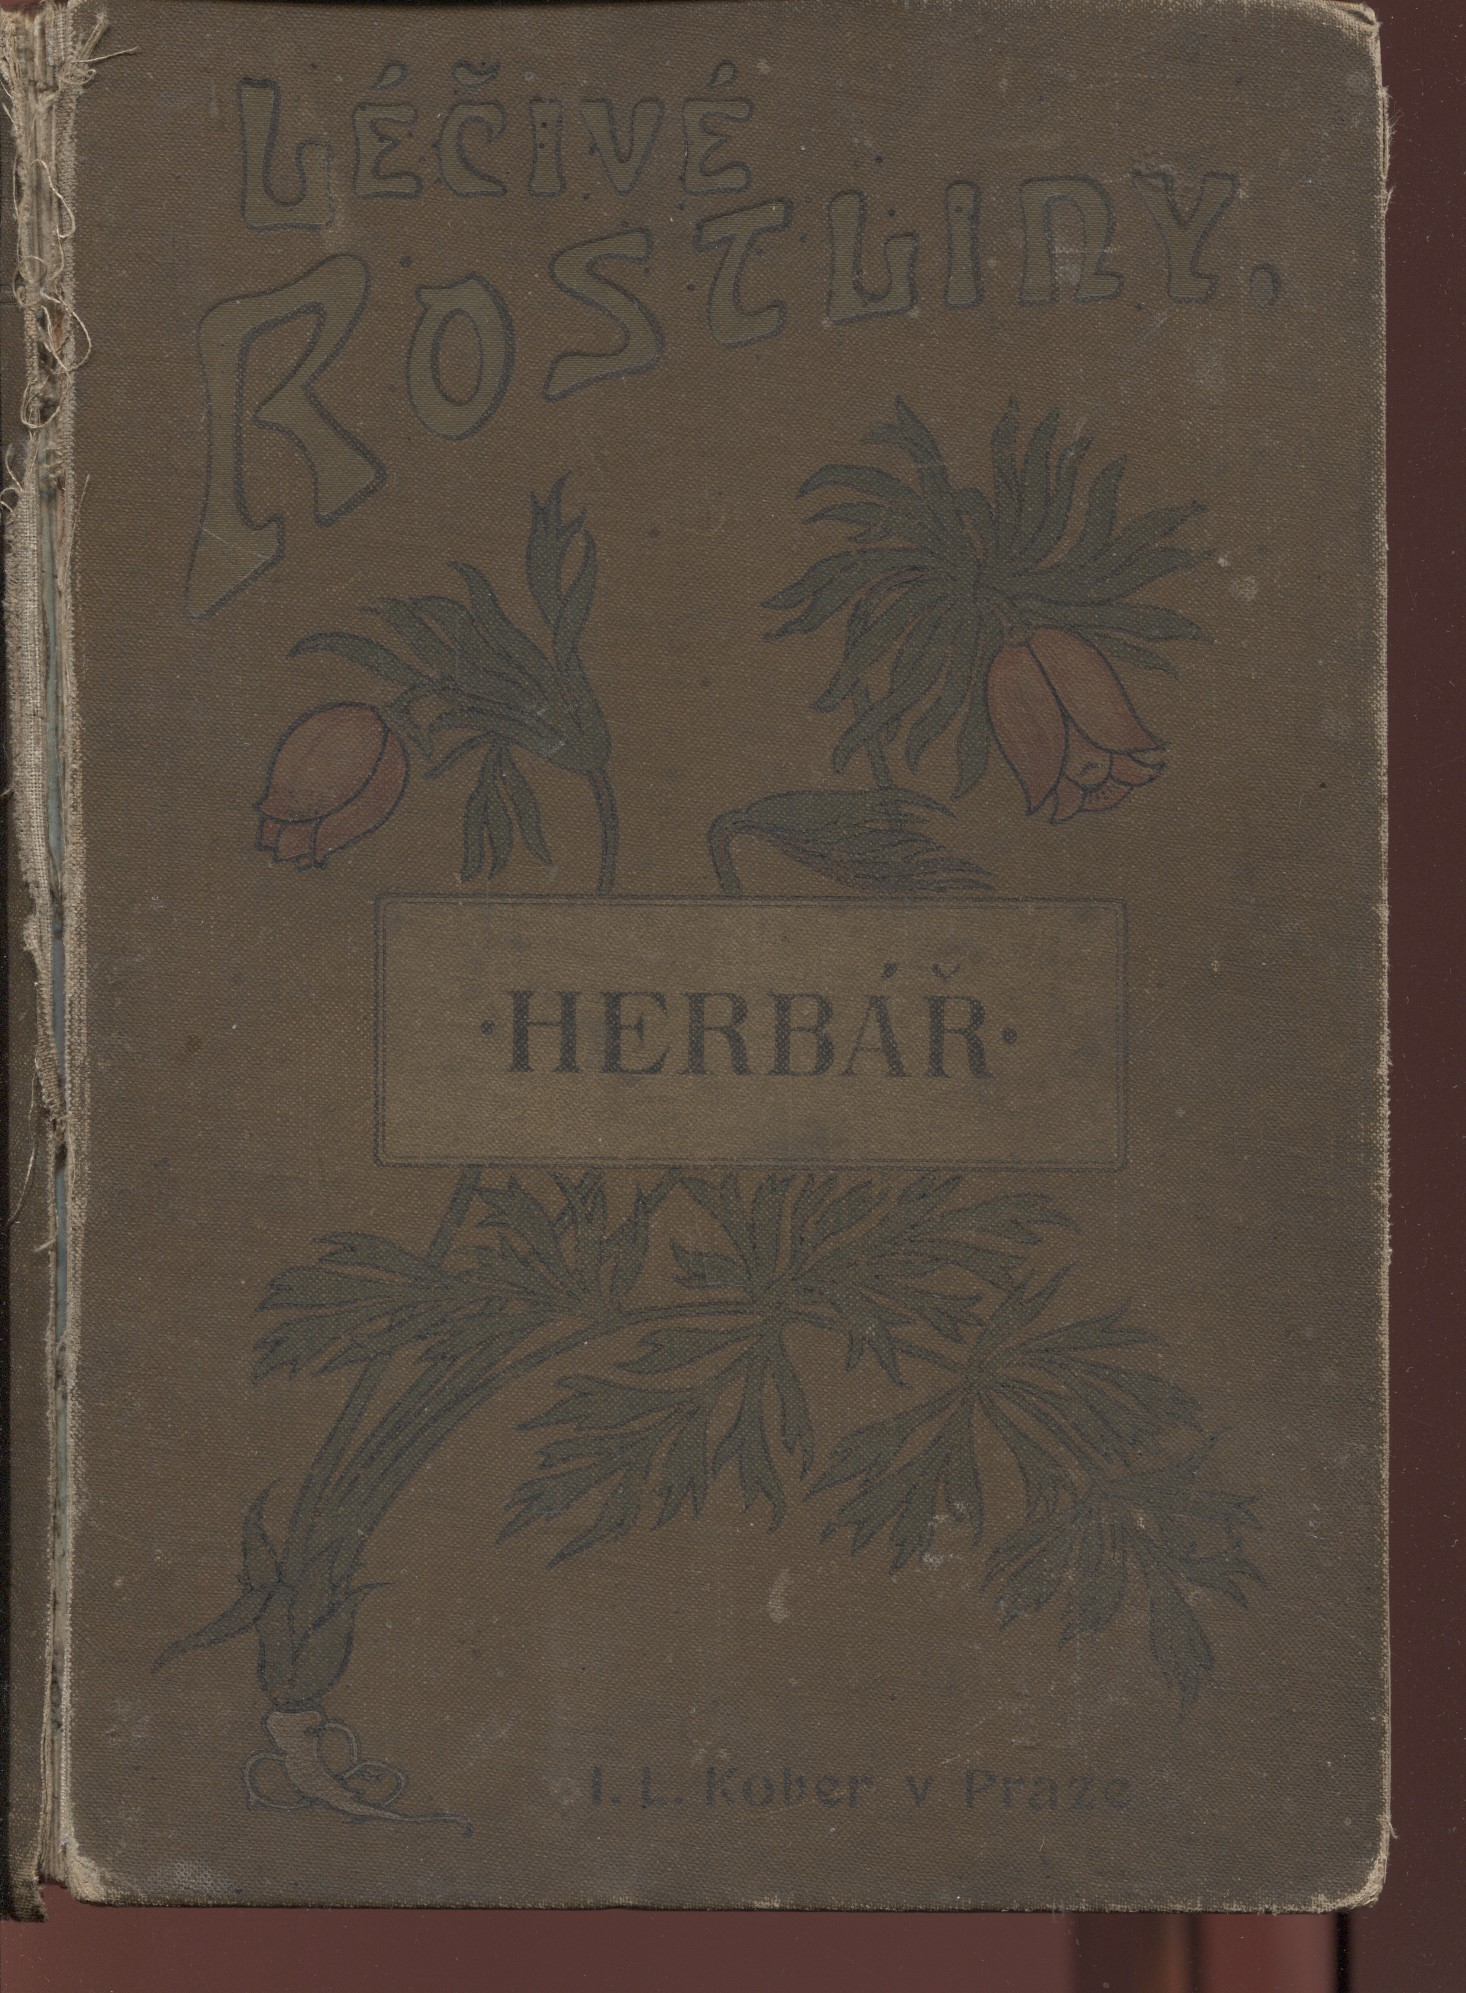 LÉČIVÉ
ROSTLINY.
·HERBÁŘ·
I. L. Kober v Praze